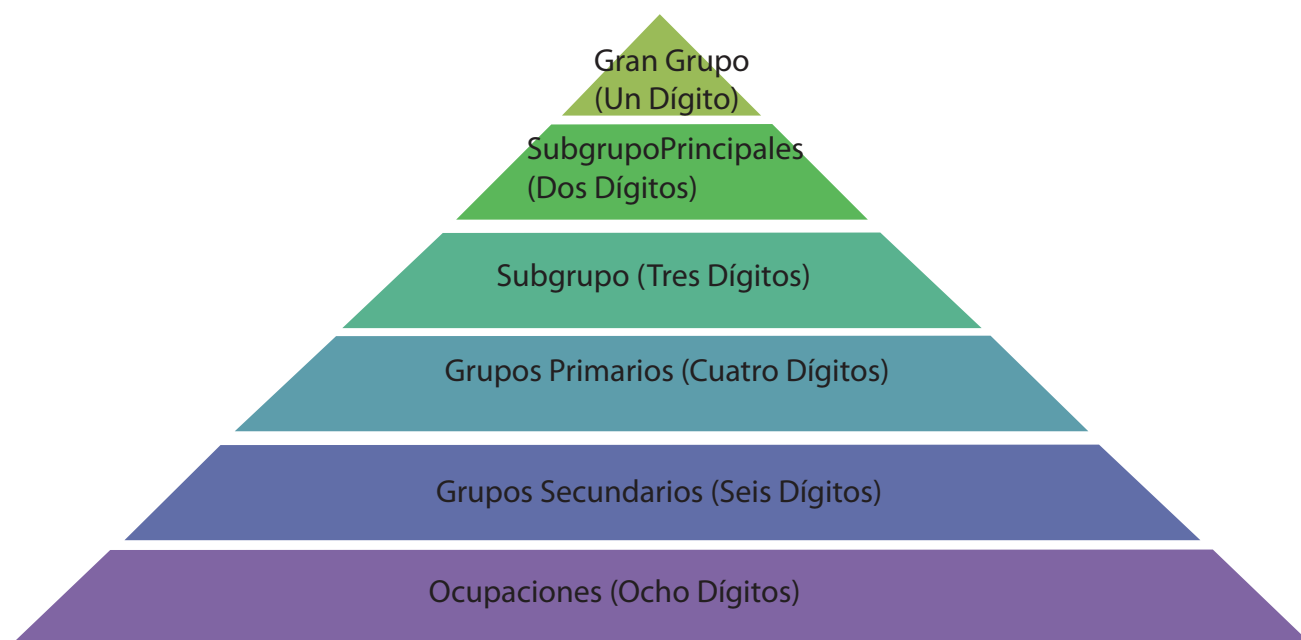 Gran Grupo
(Un Dígito)
SubgrupoPrincipales
(Dos Dígitos)
Subgrupo (Tres Dígitos)
Grupos Primarios (Cuatro Dígitos)
Grupos Secundarios (Seis Dígitos)
Ocupaciones (Ocho Dígitos)